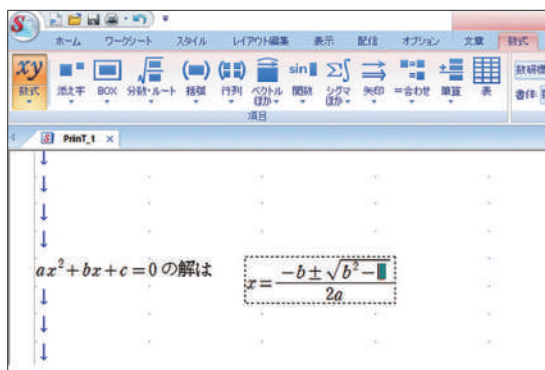 ホーム ワークシート スタイル レイアウト編集 表示 配信 オプション 文章 数式
xy (■) (■■) sin■ Σ∫ ±
数式 添え字 BOX 分数・ルート 括弧 行列 ベクトルほか 関数 シグマほか 矢印 =合わせ 筆算 表
項目
PrinT_1 ×
↓
↓
↓
↓
ax²+bx+c=0 の解は x=(-b±√(b²-))/2a
↓
↓
↓